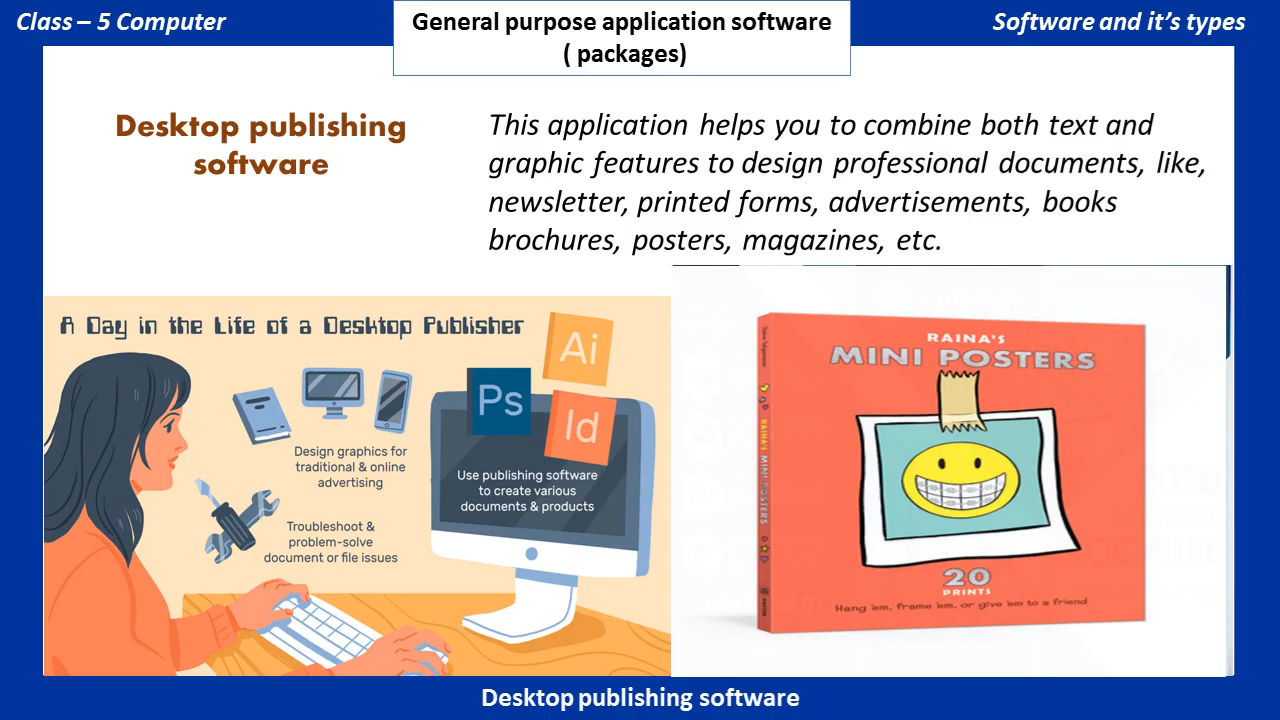 Class – 5 Computer
General purpose application software
( packages)
Software and it's types
Desktop publishing
software
This application helps you to combine both text and
graphic features to design professional documents, like,
newsletter, printed forms, advertisements, books
brochures, posters, magazines, etc.
A Day in the Life of a Desktop Publisher
Ai
Ps
Id
Design graphics for
traditional & online
advertising
Use publishing software
to create various
documents & products
Troubleshoot &
problem-solve
document or file issues
RAINA'S
MINI POSTERS
RAINA'S MINI POSTERS
20
PRINTS
Hang 'em, frame 'em, or give 'em to a friend
Desktop publishing software